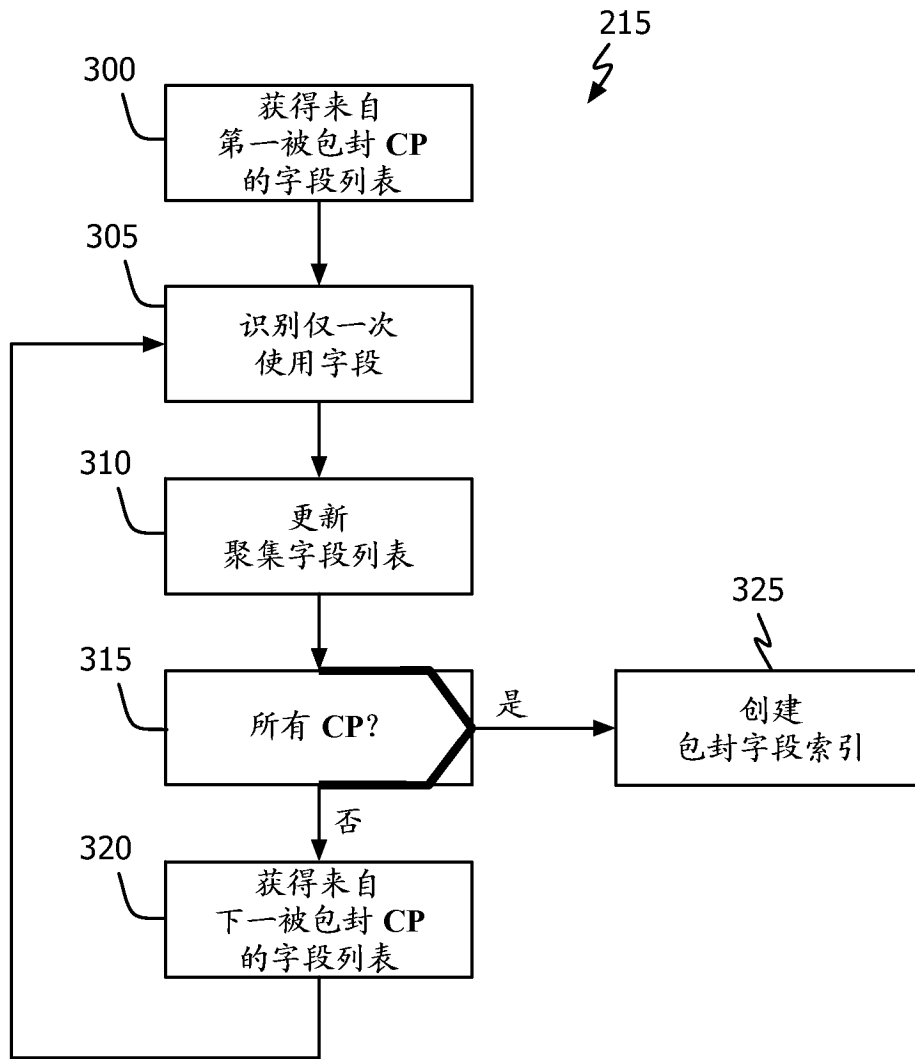 215
300
获得来自
第一被包封 CP
的字段列表
305
识别仅一次
使用字段
310
更新
聚集字段列表
315
所有 CP？
是
325
创建
包封字段索引
否
320
获得来自
下一被包封 CP
的字段列表